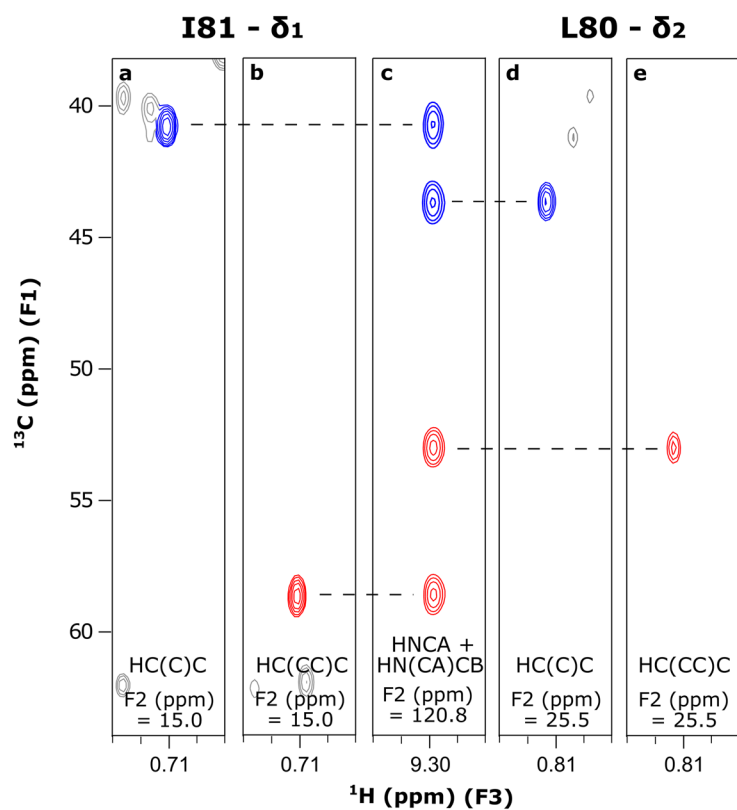 I81 - δ1
L80 - δ2
a
b
c
d
e
40
45
50
55
60
¹³C (ppm) (F1)
HC(C)C
F2 (ppm)
= 15.0
HC(CC)C
F2 (ppm)
= 15.0
HNCA +
HN(CA)CB
F2 (ppm)
= 120.8
HC(C)C
F2 (ppm)
= 25.5
HC(CC)C
F2 (ppm)
= 25.5
0.71
0.71
9.30
0.81
0.81
¹H (ppm) (F3)